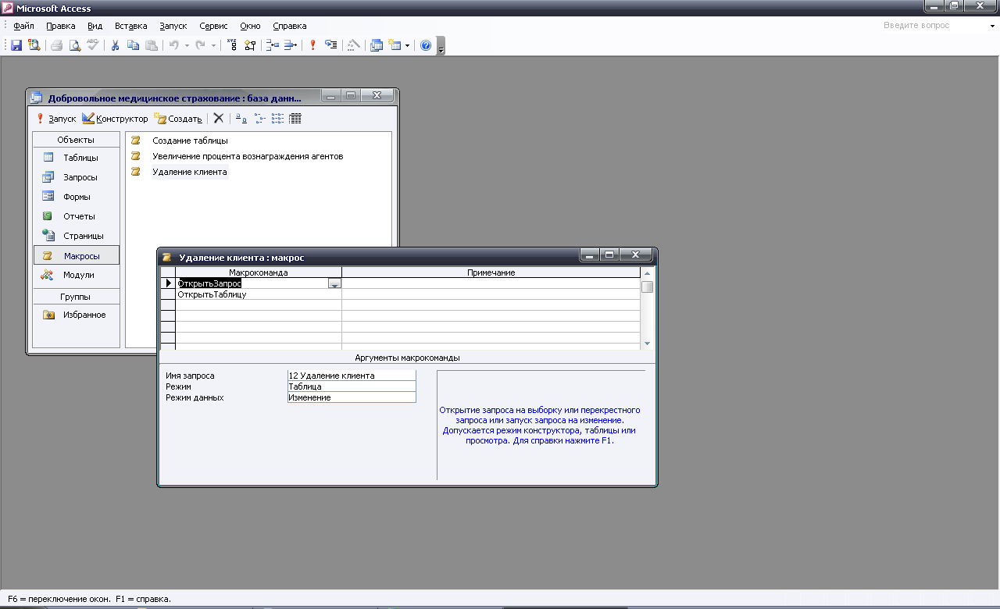 Microsoft Access
Файл Правка Вид Вставка Запуск Сервис Окно Справка
Введите вопрос
ABC
XYZ
Добровольное медицинское страхование : база данн...
Запуск Конструктор Создать
Объекты
Таблицы
Запросы
Формы
Отчеты
Страницы
Макросы
Модули
Группы
Избранное
Создание таблицы
Увеличение процента вознаграждения агентов
Удаление клиента
Удаление клиента : макрос
Макрокоманда Примечание
ОткрытьЗапрос
ОткрытьТаблицу
Аргументы макрокоманды
Имя запроса 12 Удаление клиента
Режим Таблица
Режим данных Изменение
Открытие запроса на выборку или перекрестного
запроса или запуск запроса на изменение.
Допускается режим конструктора, таблицы или
просмотра. Для справки нажмите F1.
F6 = переключение окон. F1 = справка.